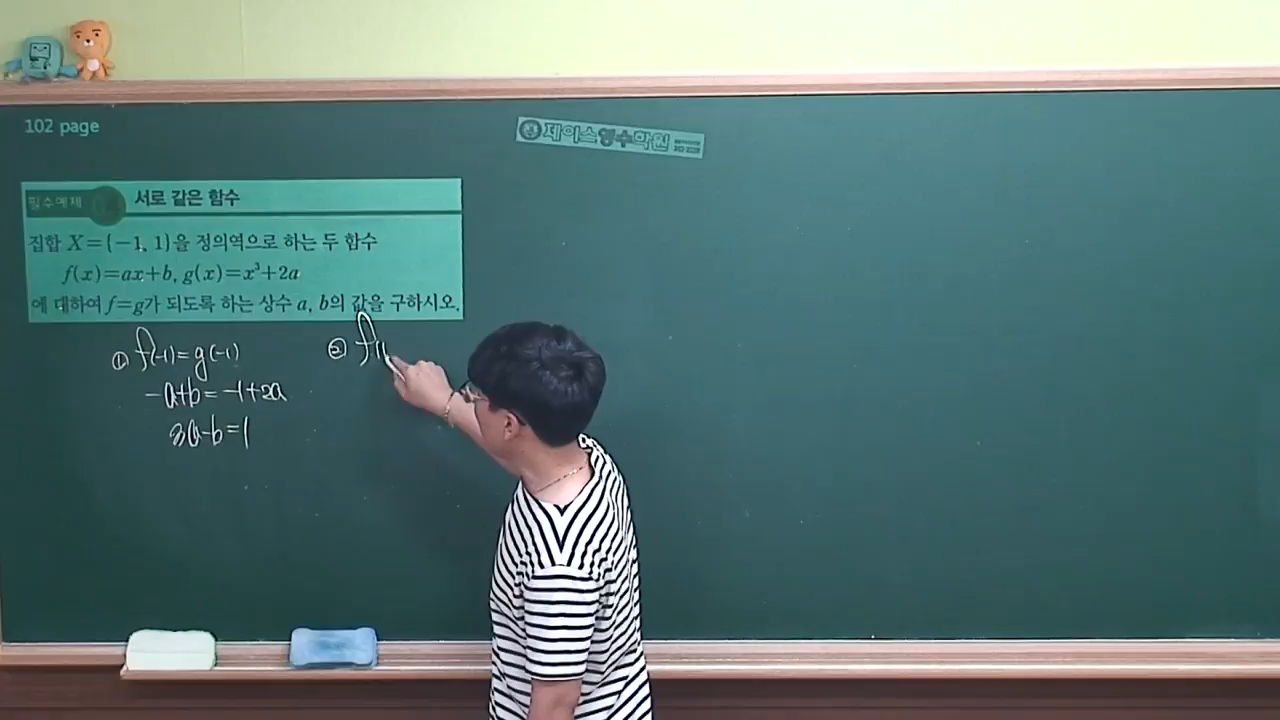 102 page
제이스영수학원
필수예제 서로 같은 함수
집합 X={-1, 1}을 정의역으로 하는 두 함수
f(x)=ax+b, g(x)=x³+2a
에 대하여 f=g가 되도록 하는 상수 a, b의 값을 구하시오.
① f(-1)=g(-1)
-a+b=-1+2a
3a-b=1
② f(1